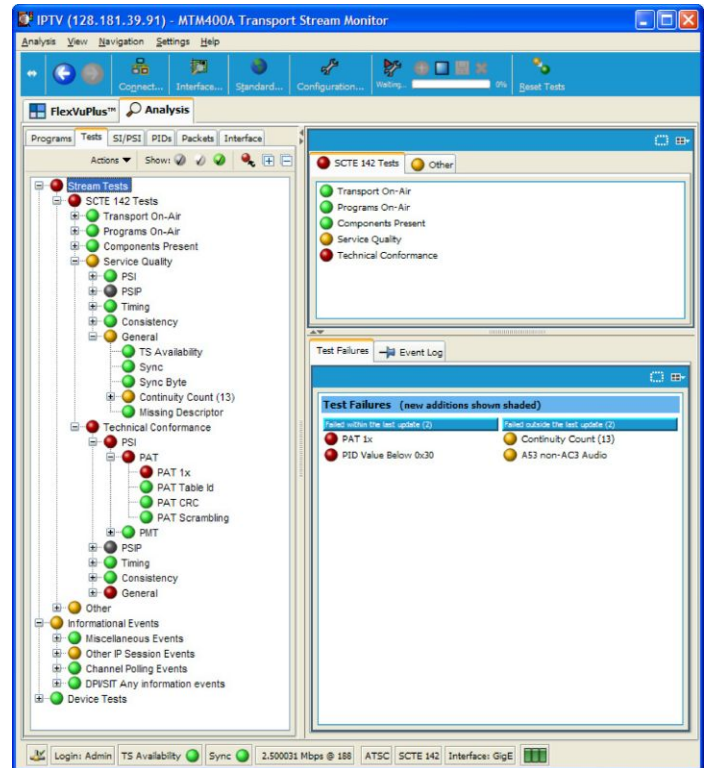 IPTV (128.181.39.91) - MTM400A Transport Stream Monitor
Analysis View Navigation Settings Help
Connect... Interface... Standard... Configuration... Waiting.. 0% Reset Tests
FlexVuPlus™ Analysis
Programs Tests SI/PSI PIDs Packets Interface
Actions Show:
Stream Tests
SCTE 142 Tests
Transport On-Air
Programs On-Air
Components Present
Service Quality
PSI
PSIP
Timing
Consistency
General
TS Availability
Sync
Sync Byte
Continuity Count (13)
Missing Descriptor
Technical Conformance
PSI
PAT
PAT 1x
PAT Table Id
PAT CRC
PAT Scrambling
PMT
PSIP
Timing
Consistency
General
Other
Informational Events
Miscellaneous Events
Other IP Session Events
Channel Polling Events
DPI/SIT Any information events
Device Tests
SCTE 142 Tests Other
Transport On-Air
Programs On-Air
Components Present
Service Quality
Technical Conformance
Test Failures Event Log
Test Failures (new additions shown shaded)
Failed within the last update (2) Failed outside the last update (2)
PAT 1x Continuity Count (13)
PID Value Below 0x30 A53 non-AC3 Audio
Login: Admin TS Availability Sync 2.500031 Mbps @ 188 ATSC SCTE 142 Interface: GigE